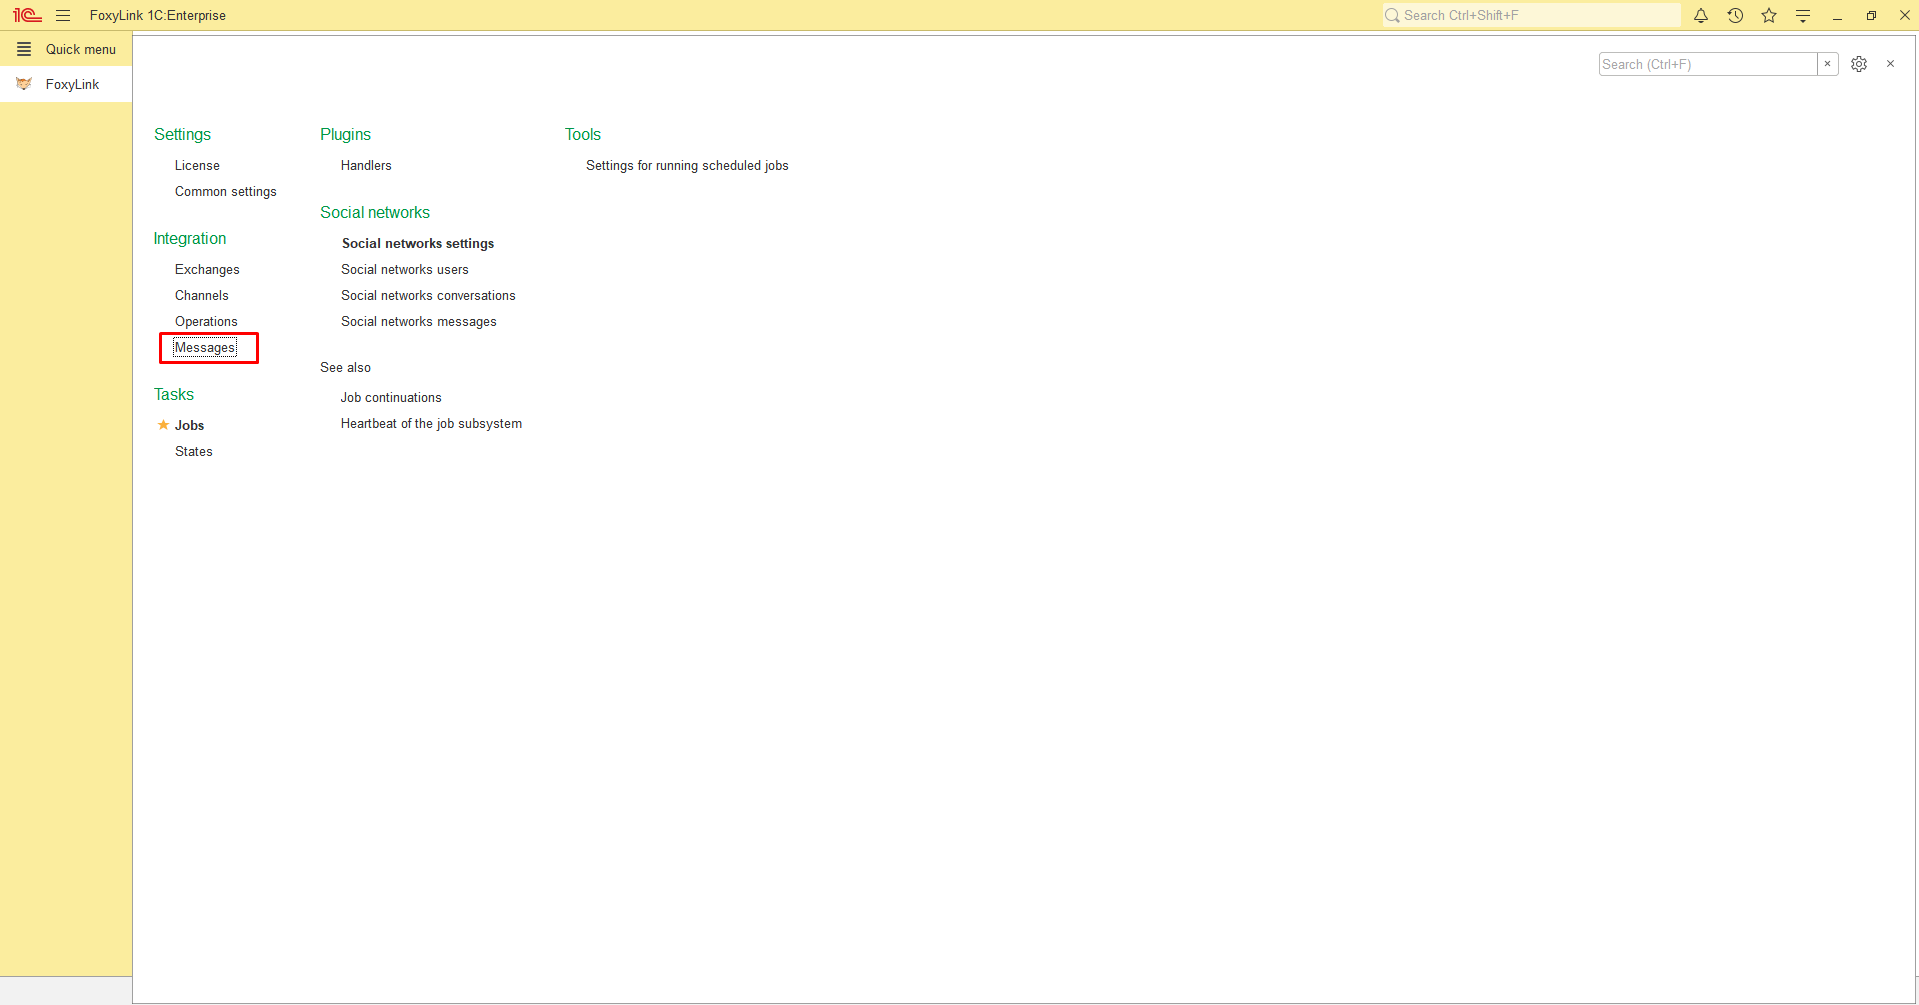 1C FoxyLink 1C:Enterprise
Search Ctrl+Shift+F
Quick menu
FoxyLink
Search (Ctrl+F)
Settings
License
Common settings
Integration
Exchanges
Channels
Operations
Messages
Tasks
Jobs
States
Plugins
Handlers
Social networks
Social networks settings
Social networks users
Social networks conversations
Social networks messages
See also
Job continuations
Heartbeat of the job subsystem
Tools
Settings for running scheduled jobs